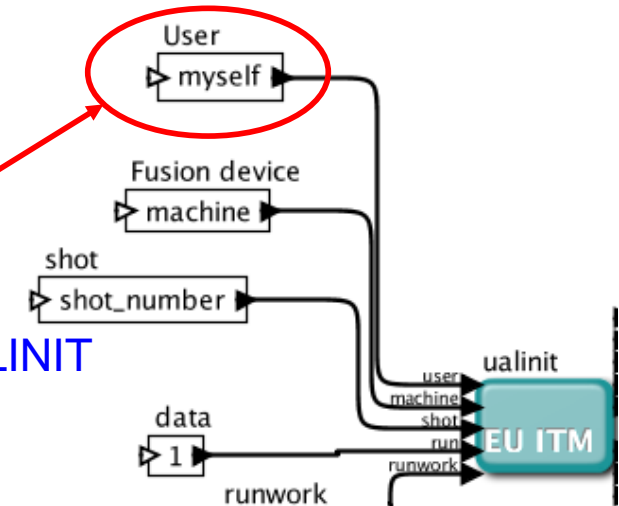 User
myself
Fusion device
machine
shot
shot_number
LINIT
ualinit
user
machine
shot
run
runwork
EU ITM
data
1
runwork